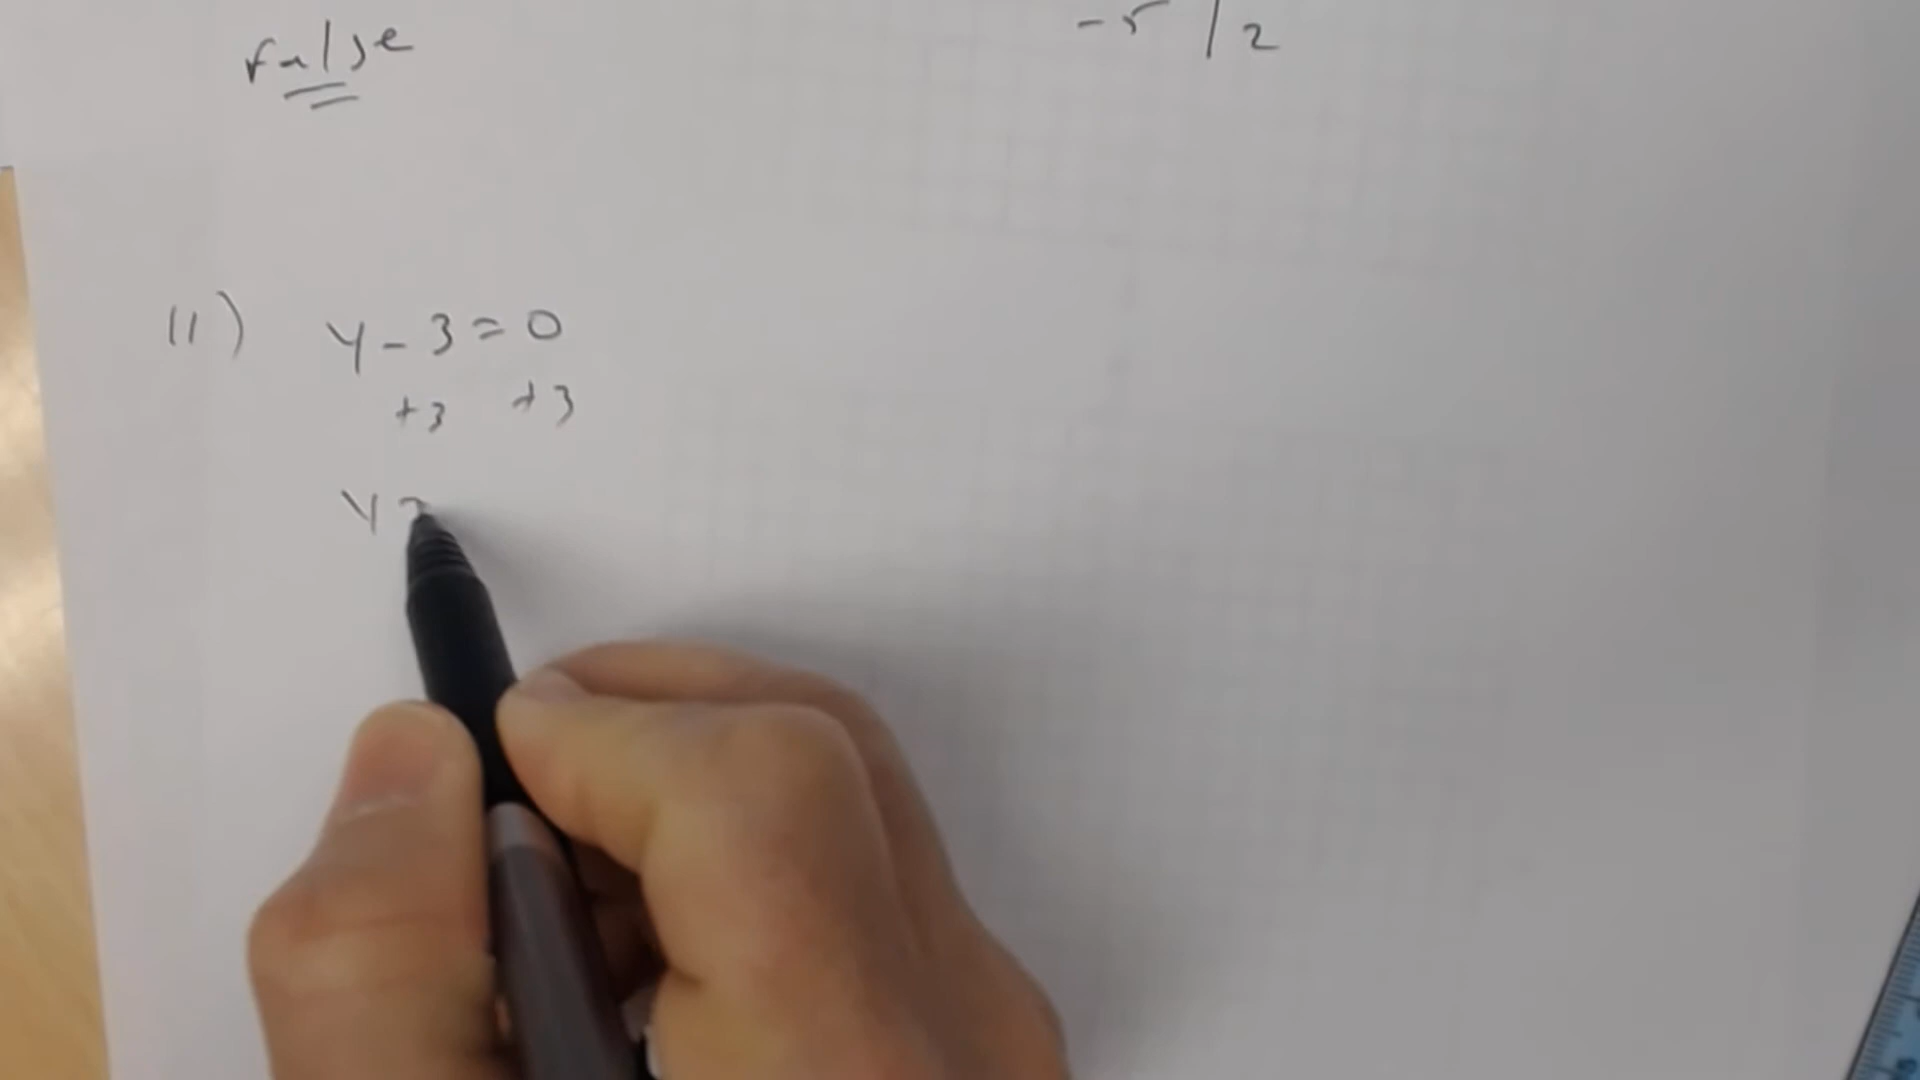 false
-5/2
11) y - 3 = 0
+3 +3
y =